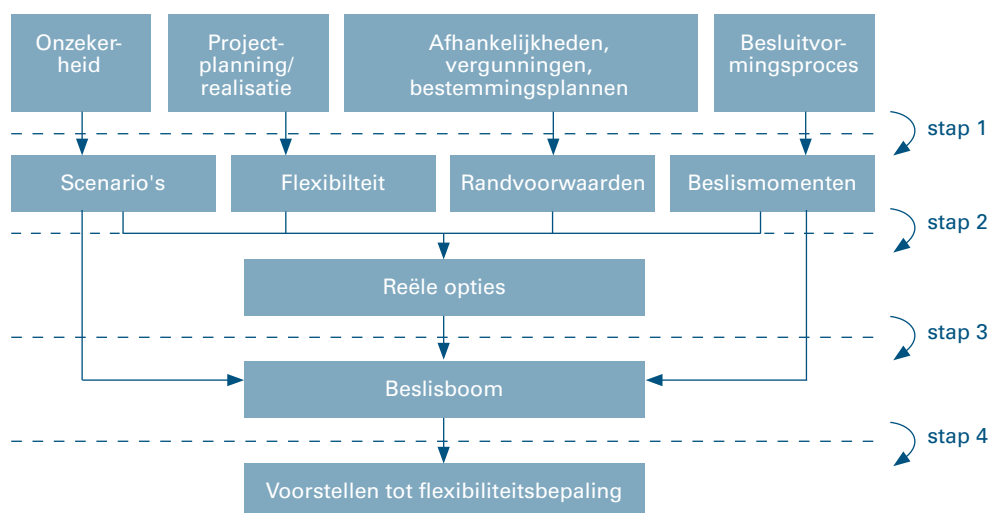 Onzeker-
heid
Project-
planning/
realisatie
Afhankelijkheden,
vergunningen,
bestemmingsplannen
Besluitvor-
mingsproces
stap 1
Scenario's
Flexibilteit
Randvoorwaarden
Beslismomenten
stap 2
Reële opties
stap 3
Beslisboom
stap 4
Voorstellen tot flexibiliteitsbepaling